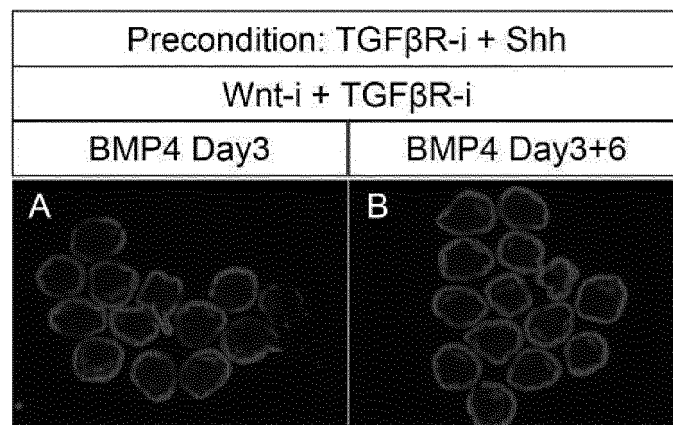 Precondition: TGFβR-i + Shh
Wnt-i + TGFβR-i
BMP4 Day3
BMP4 Day3+6
A
B